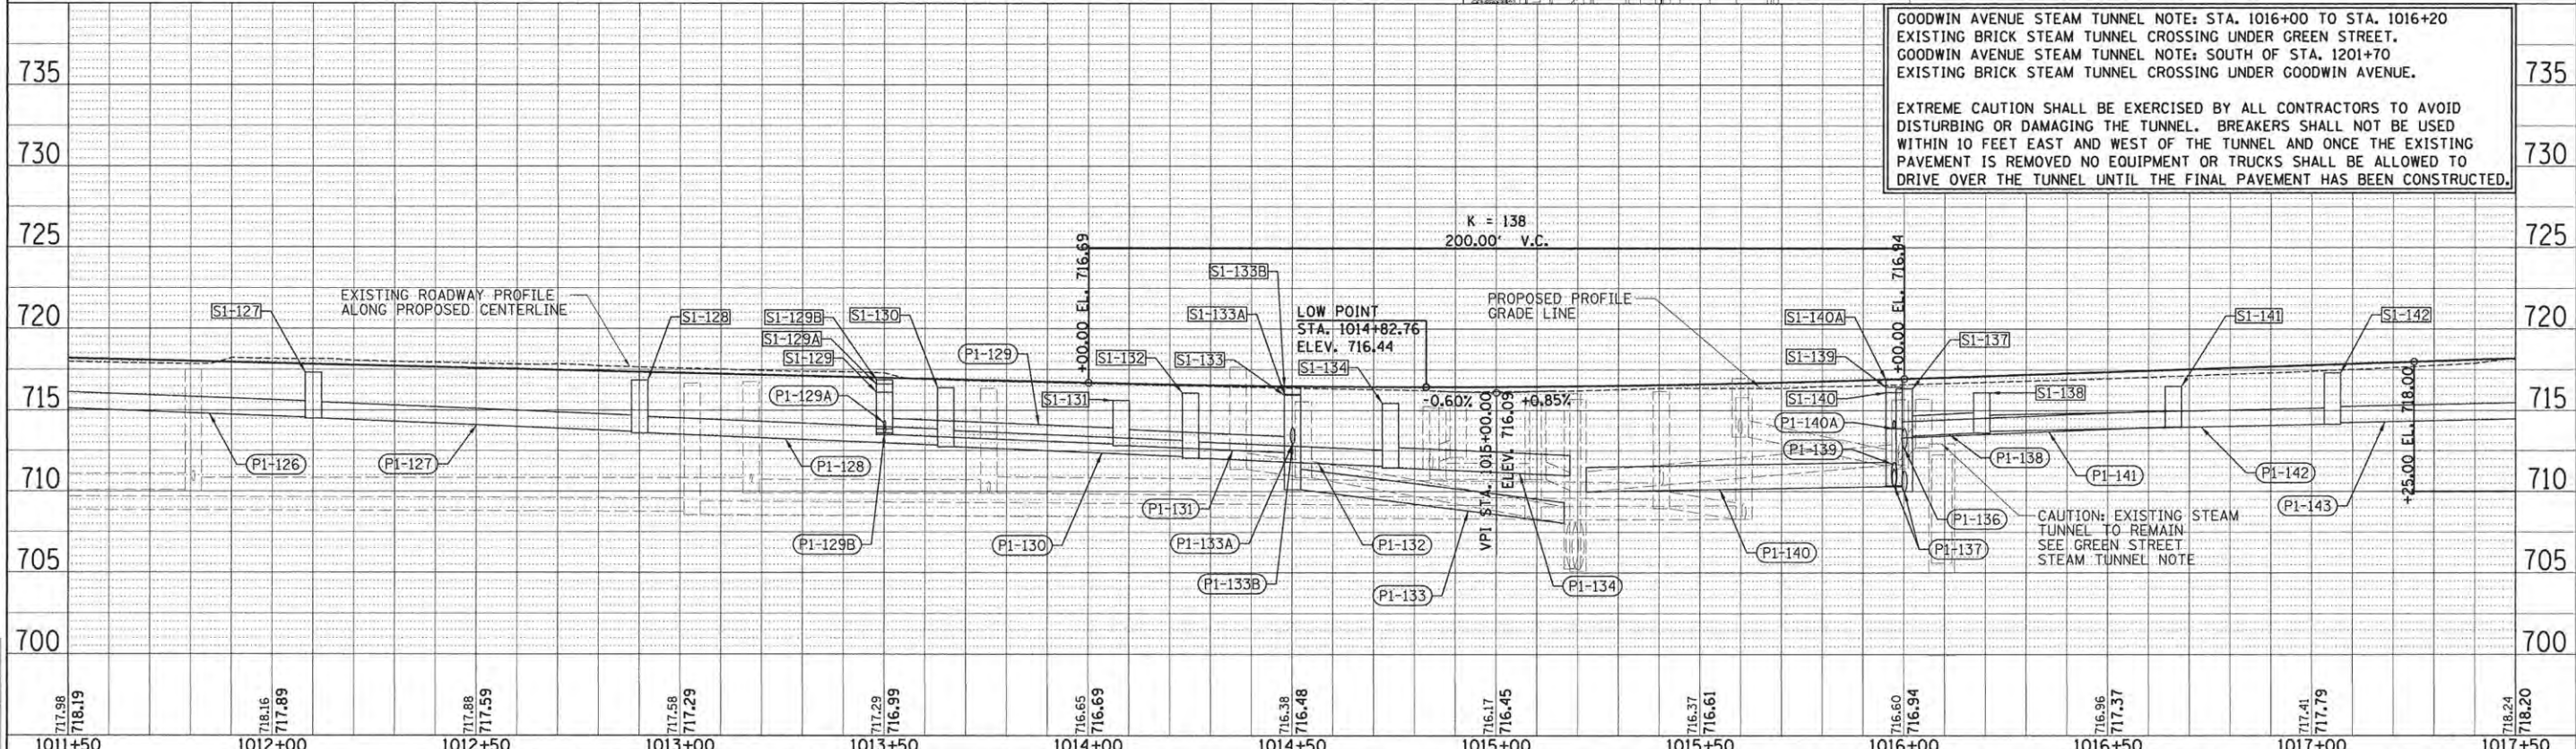 GOODWIN AVENUE STEAM TUNNEL NOTE: STA. 1016+00 TO STA. 1016+20
EXISTING BRICK STEAM TUNNEL CROSSING UNDER GREEN STREET.
GOODWIN AVENUE STEAM TUNNEL NOTE: SOUTH OF STA. 1201+70
EXISTING BRICK STEAM TUNNEL CROSSING UNDER GOODWIN AVENUE.
EXTREME CAUTION SHALL BE EXERCISED BY ALL CONTRACTORS TO AVOID
DISTURBING OR DAMAGING THE TUNNEL. BREAKERS SHALL NOT BE USED
WITHIN 10 FEET EAST AND WEST OF THE TUNNEL AND ONCE THE EXISTING
PAVEMENT IS REMOVED NO EQUIPMENT OR TRUCKS SHALL BE ALLOWED TO
DRIVE OVER THE TUNNEL UNTIL THE FINAL PAVEMENT HAS BEEN CONSTRUCTED.
735
730
725
720
715
710
705
700
735
730
725
720
715
710
705
700
K = 138
200.00' V.C.
+00.00 EL. 716.69
+00.00 EL. 716.94
EXISTING ROADWAY PROFILE
ALONG PROPOSED CENTERLINE
LOW POINT
STA. 1014+82.76
ELEV. 716.44
PROPOSED PROFILE
GRADE LINE
S1-127
S1-128
S1-129B
S1-129A
S1-129
S1-130
S1-131
S1-132
S1-133
S1-133A
S1-133B
S1-134
S1-140A
S1-139
S1-140
S1-137
S1-138
S1-141
S1-142
-0.60%
+0.85%
VPI STA. 1015+00.00
ELEV. 716.09
+25.00 EL. 718.00
P1-126
P1-127
P1-128
P1-129
P1-129A
P1-129B
P1-130
P1-131
P1-133A
P1-133B
P1-132
P1-133
P1-134
P1-140
P1-140A
P1-139
P1-136
P1-137
P1-138
P1-141
P1-142
P1-143
CAUTION: EXISTING STEAM
TUNNEL TO REMAIN
SEE GREEN STREET
STEAM TUNNEL NOTE
717.98
718.19
718.16
717.89
717.88
717.59
717.58
717.29
717.29
716.99
716.65
716.69
716.38
716.48
716.17
716.45
716.37
716.61
716.60
716.94
716.96
717.37
717.41
717.79
718.24
718.20
1011+50
1012+00
1012+50
1013+00
1013+50
1014+00
1014+50
1015+00
1015+50
1016+00
1016+50
1017+00
1017+50